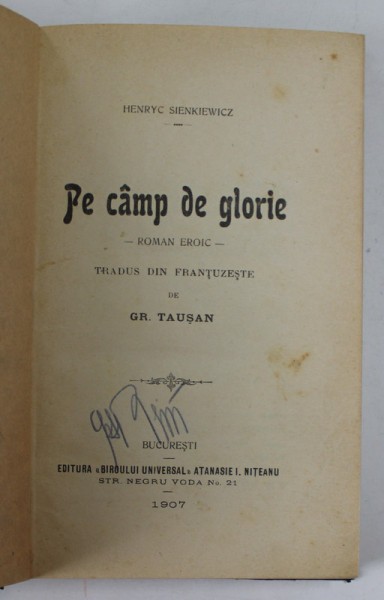 HENRYC SIENKIEWICZ
Pe câmp de glorie
— ROMAN EROIC —
TRADUS DIN FRANȚUZEȘTE
DE
GR. TAUȘAN
BUCUREȘTI
EDITURA «BIROULUI UNIVERSAL» ATANASIE I. NIȚEANU
STR. NEGRU VODA No. 21
1907